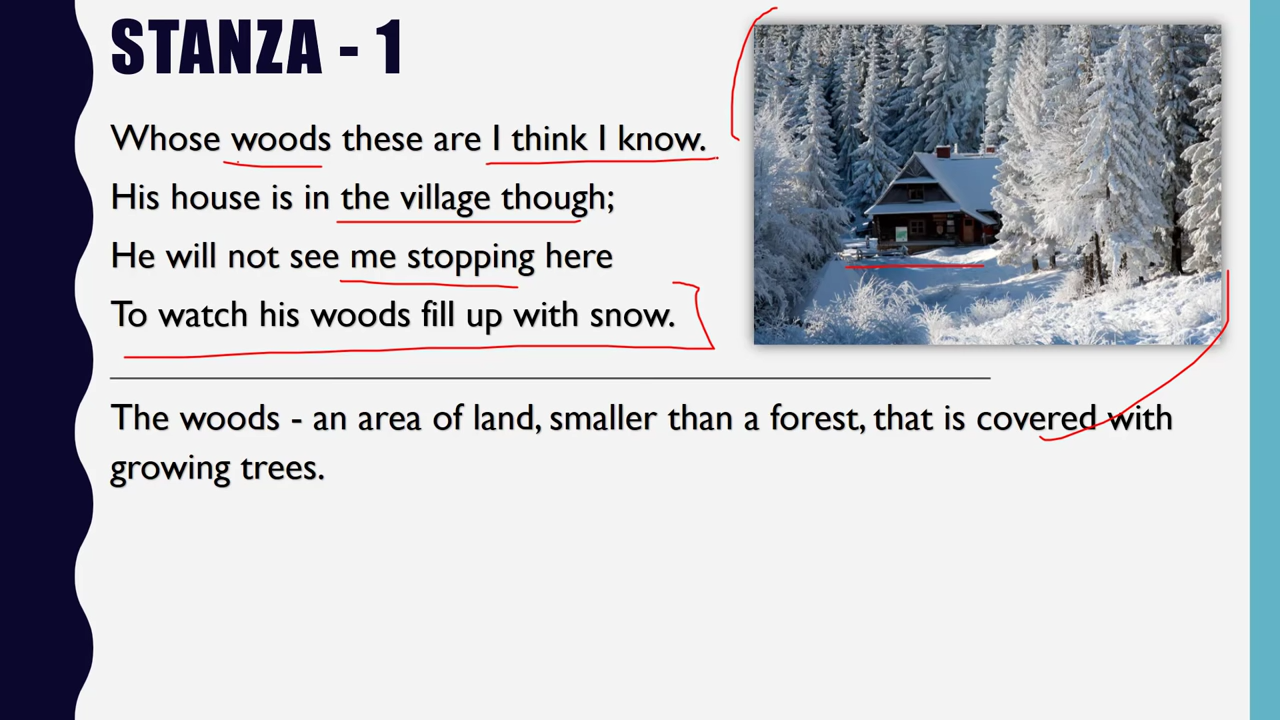 STANZA - 1
Whose woods these are I think I know.
His house is in the village though;
He will not see me stopping here
To watch his woods fill up with snow.
The woods - an area of land, smaller than a forest, that is covered with
growing trees.